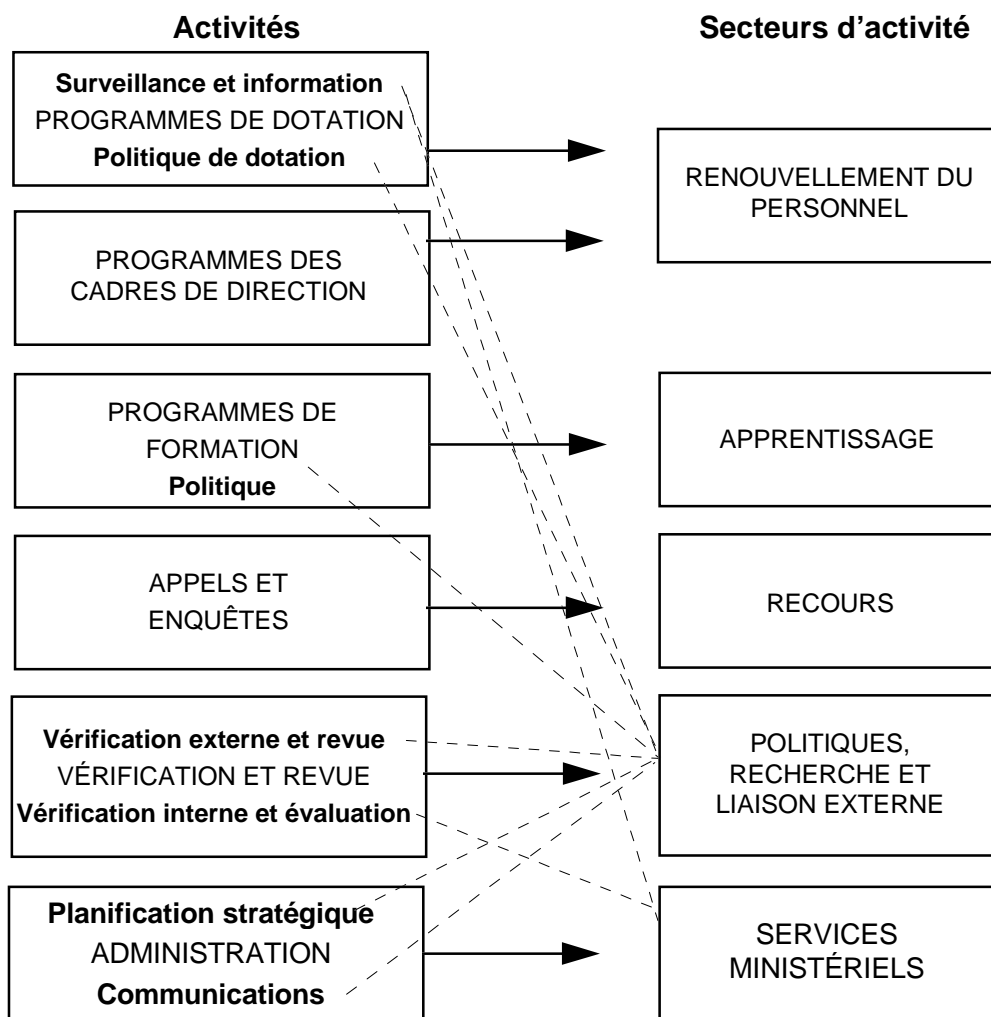 Activités
Secteurs d’activité
Surveillance et information
PROGRAMMES DE DOTATION
Politique de dotation
RENOUVELLEMENT DU
PERSONNEL
PROGRAMMES DES
CADRES DE DIRECTION
PROGRAMMES DE
FORMATION
Politique
APPRENTISSAGE
APPELS ET
ENQUÊTES
RECOURS
Vérification externe et revue
VÉRIFICATION ET REVUE
Vérification interne et évaluation
POLITIQUES,
RECHERCHE ET
LIAISON EXTERNE
Planification stratégique
ADMINISTRATION
Communications
SERVICES
MINISTÉRIELS